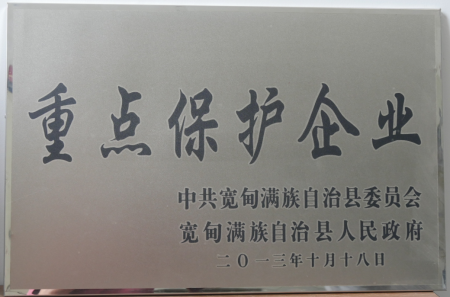 重点保护企业
中共宽甸满族自治县委员会
宽甸满族自治县人民政府
二〇一三年十月十八日